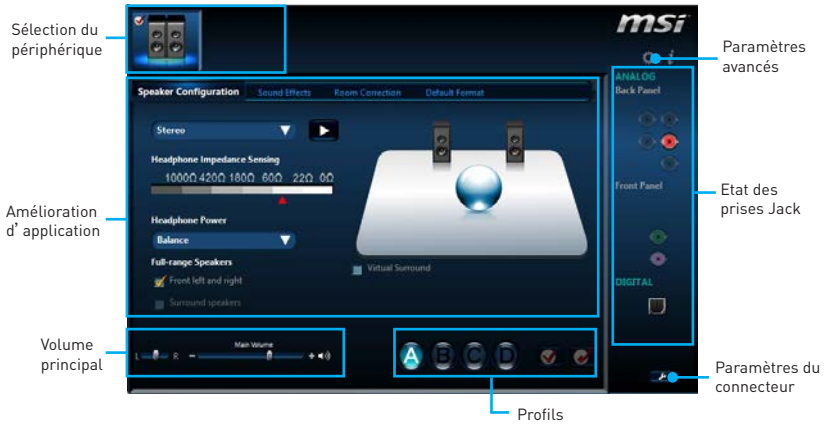 Sélection du
périphérique
msi
i
Paramètres
avancés
Speaker Configuration
Sound Effects
Room Correction
Default Format
ANALOG
Back Panel
Stereo
Headphone Impedance Sensing
1000Ω 420Ω 180Ω 60Ω 22Ω 0Ω
Front Panel
Etat des
prises Jack
Amélioration
d’application
Headphone Power
Balance
Full-range Speakers
Front left and right
Surround speakers
Virtual Surround
DIGITAL
Volume
principal
Main Volume
L R - +
A B C D
Paramètres du
connecteur
Profils